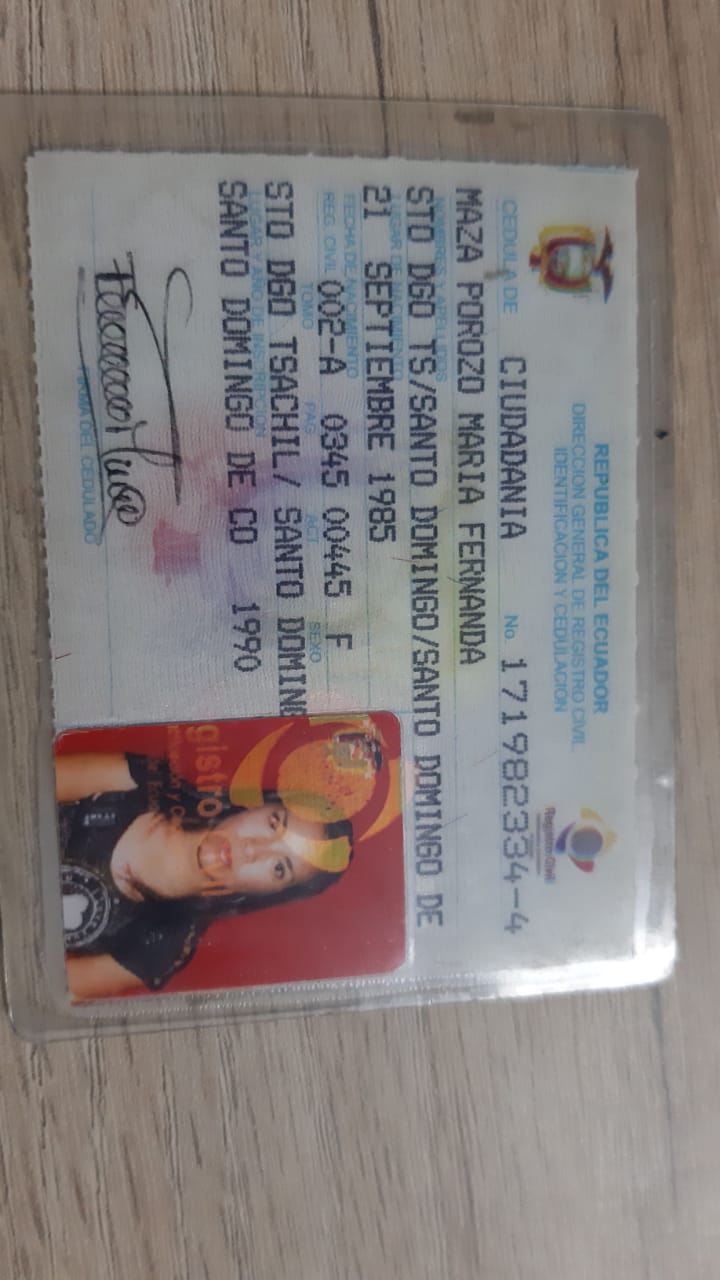 REPUBLICA DEL ECUADOR
DIRECCION GENERAL DE REGISTRO CIVIL
IDENTIFICACION Y CEDULACION
Registro Civil
CEDULA DE CIUDADANIA No. 171982334-4
MAZA POROZO MARIA FERNANDA
NOMBRES Y APELLIDOS
STO DGO TS/SANTO DOMINGO/SANTO DOMINGO DE
LUGAR DE NACIMIENTO
21 SEPTIEMBRE 1985
FECHA DE NACIMIENTO
REG. CIVIL 002-A 0345 00445 F
TOMO PAG ACT SEXO
STO DGO TSACHIL/ SANTO DOMING
LUGAR Y AÑO DE INSCRIPCION
SANTO DOMINGO DE CO 1990
FIRMA DEL CEDULADO